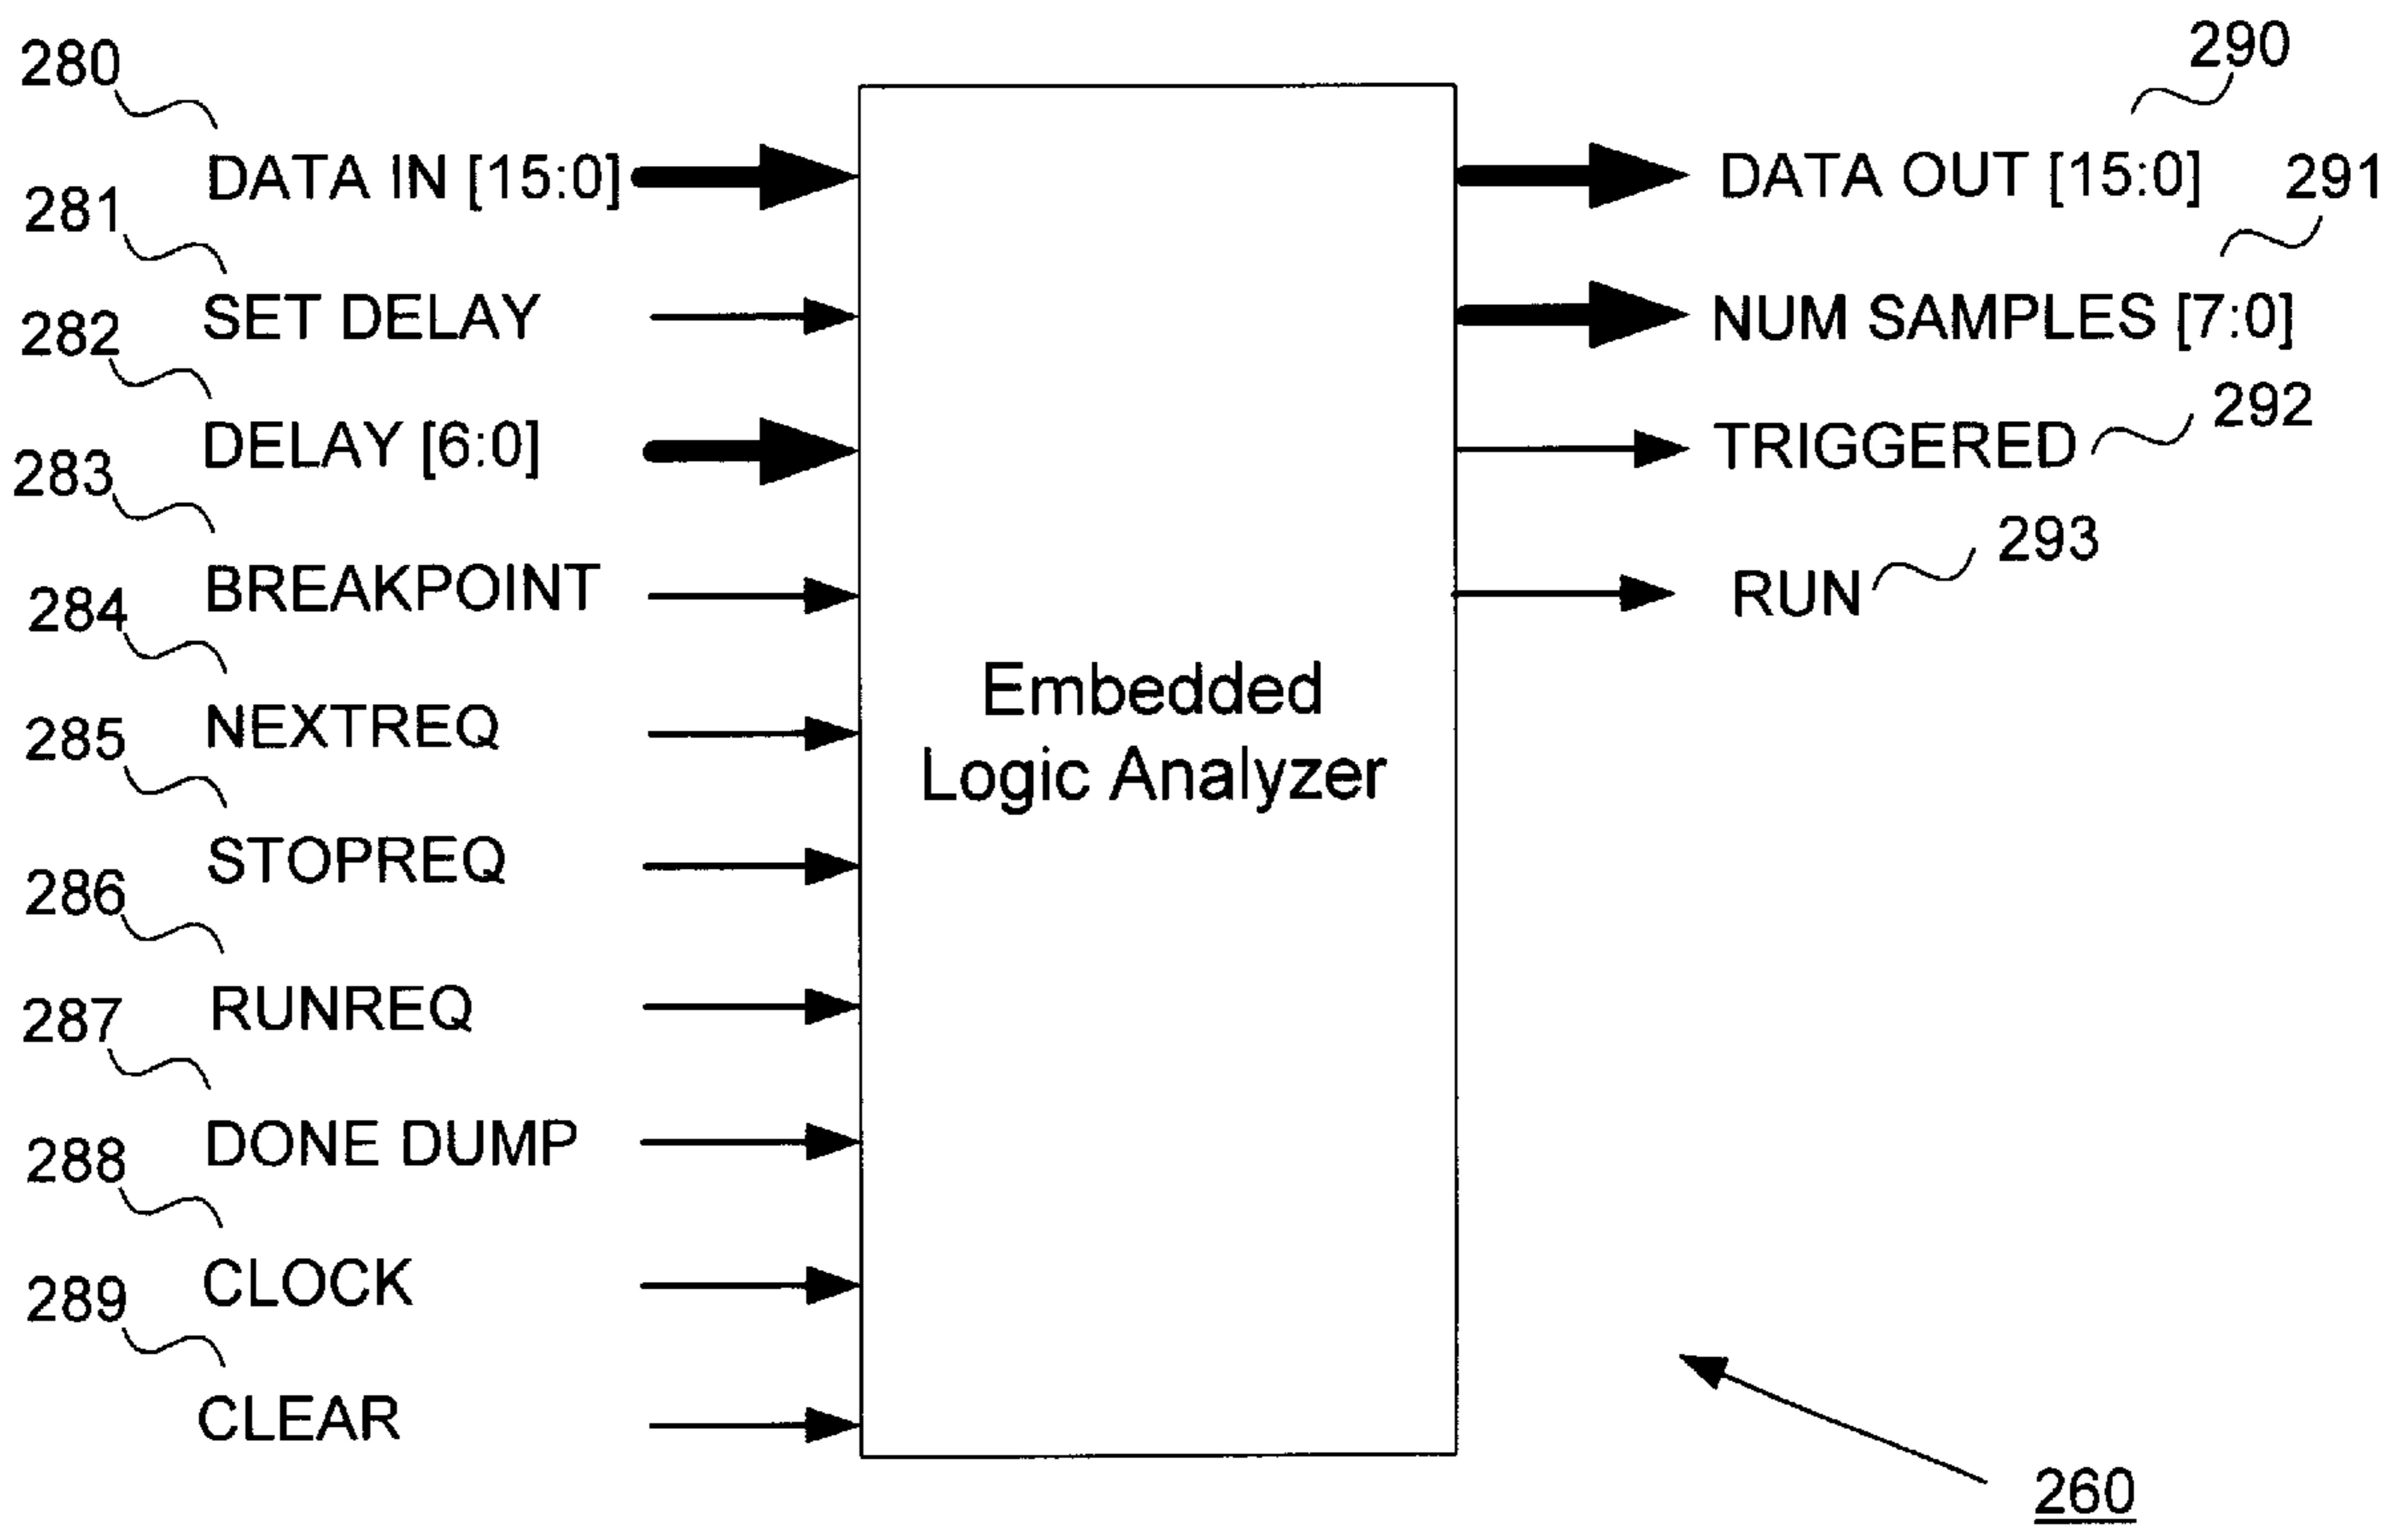 280
DATA IN [15:0]
281
SET DELAY
282
DELAY [6:0]
283
BREAKPOINT
284
NEXTREQ
285
STOPREQ
286
RUNREQ
287
DONE DUMP
288
CLOCK
289
CLEAR
Embedded
Logic Analyzer
290
DATA OUT [15:0]
291
NUM SAMPLES [7:0]
TRIGGERED
292
RUN
293
260